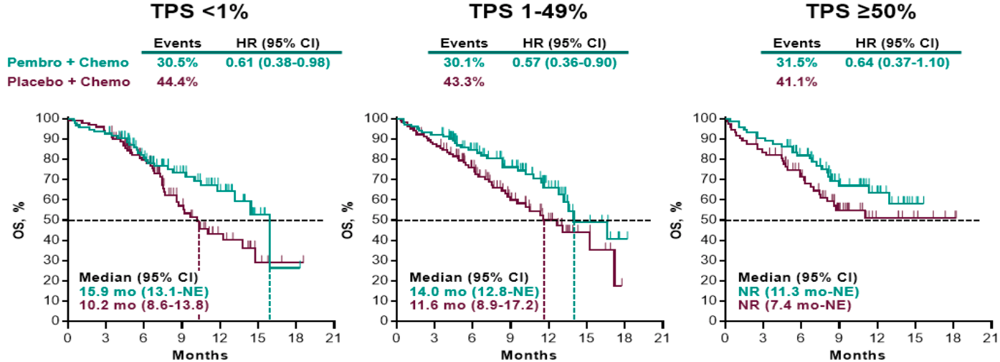 TPS <1%
Events HR (95% CI)
Pembro + Chemo 30.5% 0.61 (0.38-0.98)
Placebo + Chemo 44.4%
OS, %
100
90
80
70
60
50
40
30
20
10
0
Median (95% CI)
15.9 mo (13.1-NE)
10.2 mo (8.6-13.8)
0 3 6 9 12 15 18 21
Months
TPS 1-49%
Events HR (95% CI)
30.1% 0.57 (0.36-0.90)
43.3%
OS, %
100
90
80
70
60
50
40
30
20
10
0
Median (95% CI)
14.0 mo (12.8-NE)
11.6 mo (8.9-17.2)
0 3 6 9 12 15 18 21
Months
TPS ≥50%
Events HR (95% CI)
31.5% 0.64 (0.37-1.10)
41.1%
OS, %
100
90
80
70
60
50
40
30
20
10
0
Median (95% CI)
NR (11.3 mo-NE)
NR (7.4 mo-NE)
0 3 6 9 12 15 18 21
Months